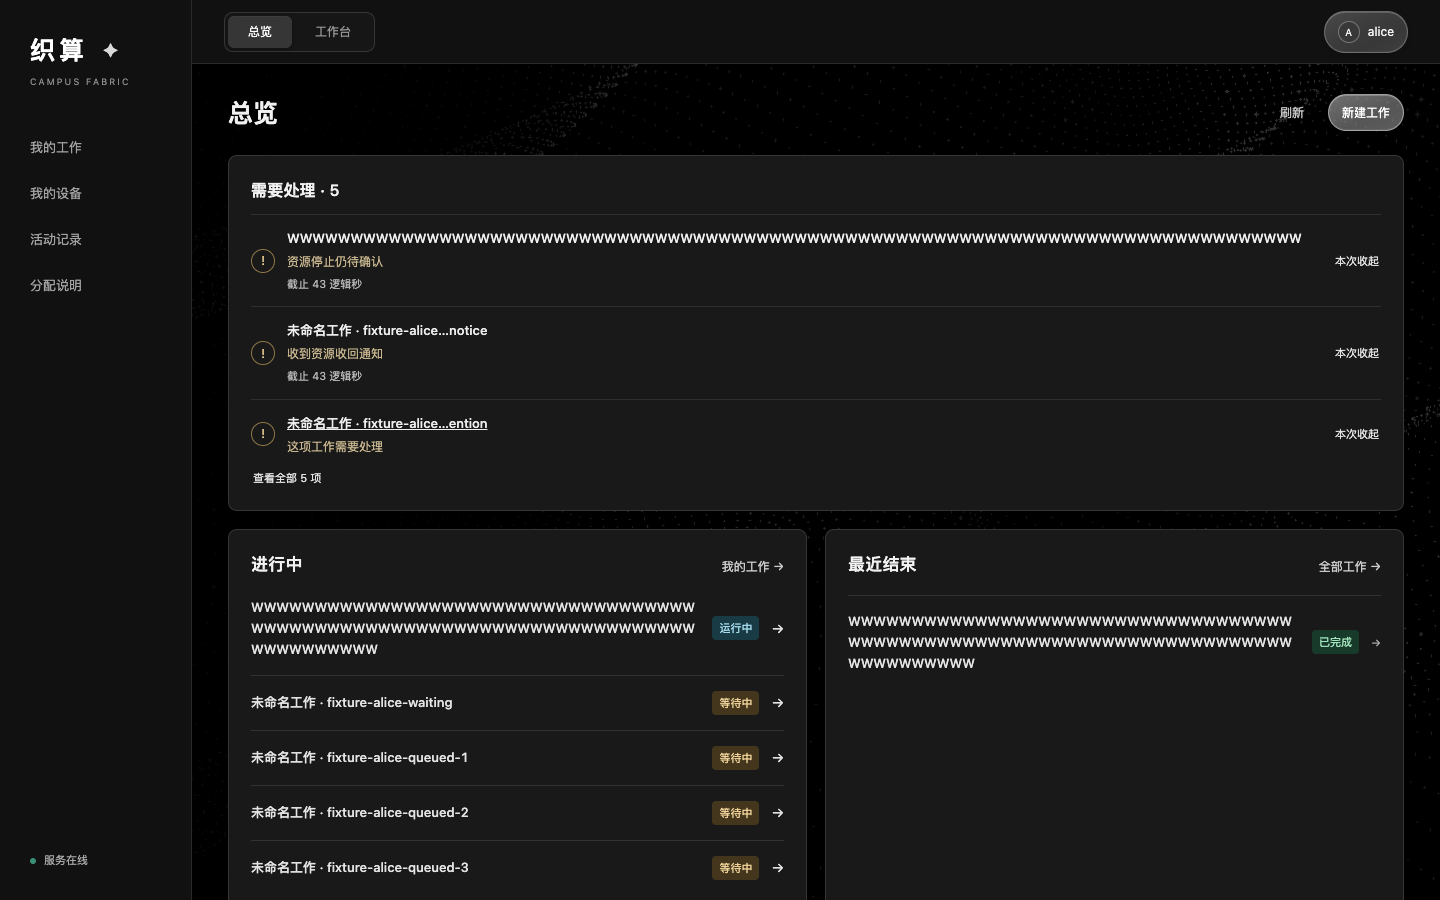 织算
CAMPUS FABRIC
总览
工作台
A
alice
我的工作
我的设备
活动记录
分配说明
服务在线
总览
刷新
新建工作
需要处理 · 5
WWWWWWWWWWWWWWWWWWWWWWWWWWWWWWWWWWWWWWWWWWWWWWWWWWWWWWWWWWWWWWWWWWWWWWWWWWWWWWWW
!
资源停止仍待确认
本次收起
截止 43 逻辑秒
未命名工作 · fixture-alice...notice
!
收到资源收回通知
本次收起
截止 43 逻辑秒
未命名工作 · fixture-alice...ention
!
这项工作需要处理
本次收起
查看全部 5 项
进行中
我的工作 →
WWWWWWWWWWWWWWWWWWWWWWWWWWWWWWWWWWW
WWWWWWWWWWWWWWWWWWWWWWWWWWWWWWWWWWW
WWWWWWWWWW
运行中 →
未命名工作 · fixture-alice-waiting
等待中 →
未命名工作 · fixture-alice-queued-1
等待中 →
未命名工作 · fixture-alice-queued-2
等待中 →
未命名工作 · fixture-alice-queued-3
等待中 →
最近结束
全部工作 →
WWWWWWWWWWWWWWWWWWWWWWWWWWWWWWWWWWW
WWWWWWWWWWWWWWWWWWWWWWWWWWWWWWWWWWW
WWWWWWWWWW
已完成 →